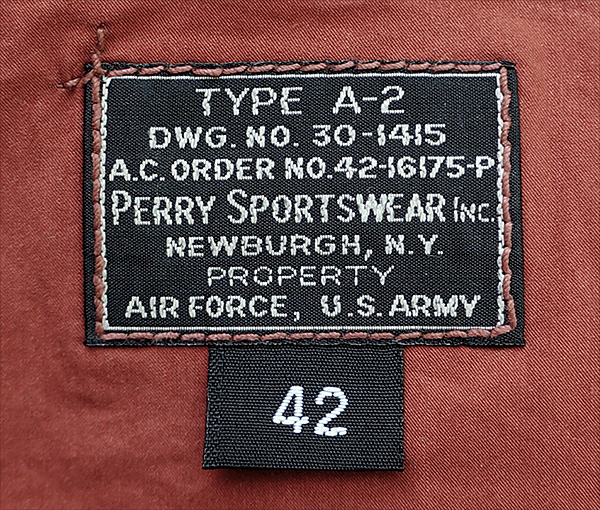 TYPE A-2
DWG. NO. 30-1415
A.C. ORDER NO. 42-16175-P
PERRY SPORTSWEAR INC.
NEWBURGH, N.Y.
PROPERTY
AIR FORCE, U.S. ARMY
42